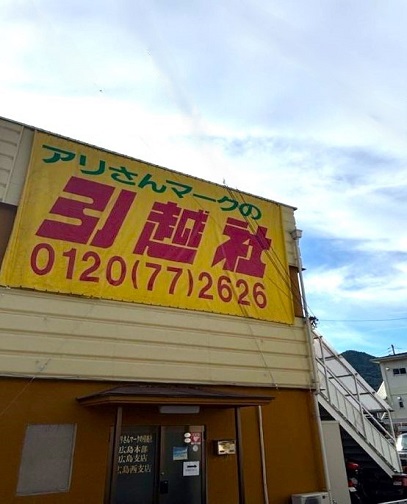 アリさんマークの
引越社
0120(77)2626
広島本部
広島支店
広島西支店